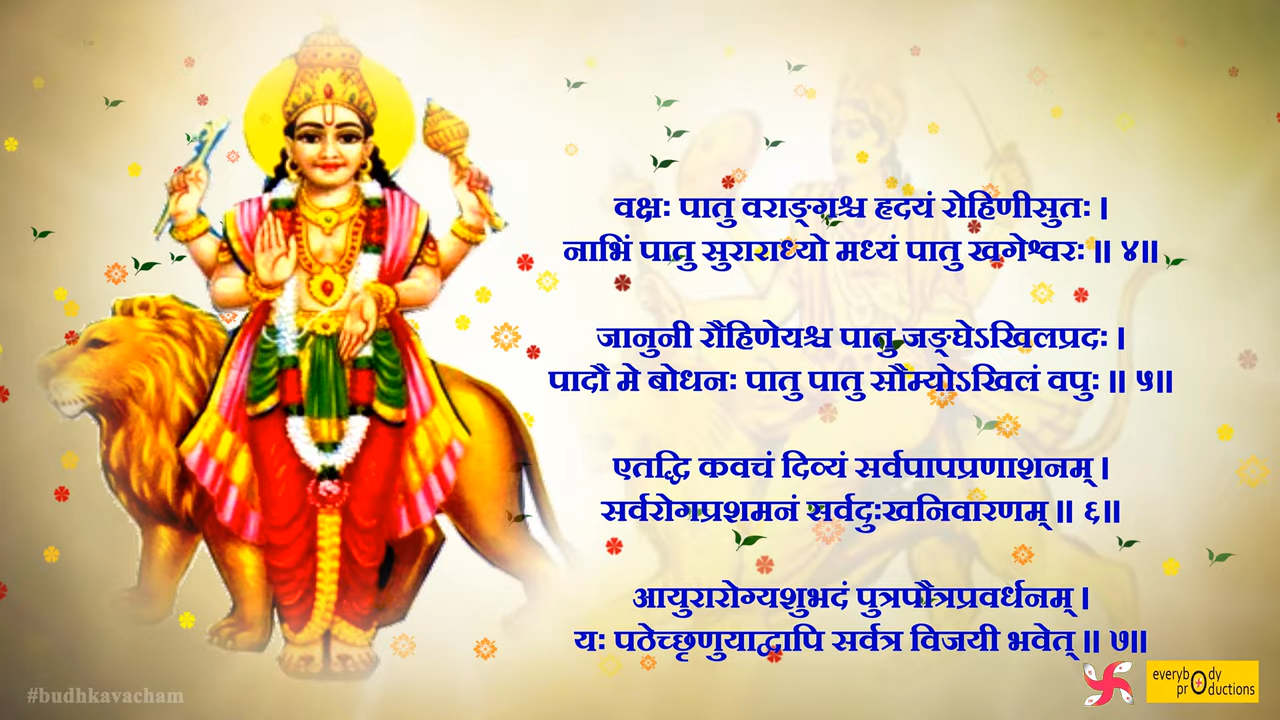 वक्षः पातु वराङ्गश्च हृदयं रोहिणीसुतः।
नाभिं पातु सुराराध्यो मध्यं पातु खगेश्वरः॥ ४॥
जानुनी रौहिणेयश्च पातु जङ्घेऽखिलप्रदः।
पादौ मे बोधनः पातु पातु सौम्योऽखिलं वपुः॥ ५॥
एतद्धि कवचं दिव्यं सर्वपापप्रणाशनम्।
सर्वरोगप्रशमनं सर्वदुःखनिवारणम्॥ ६॥
आयुरारोग्यशुभदं पुत्रपौत्रप्रवर्धनम्।
यः पठेच्छृणुयाद्वापि सर्वत्र विजयी भवेत्॥ ७॥
#budhkavacham
everybody
productions